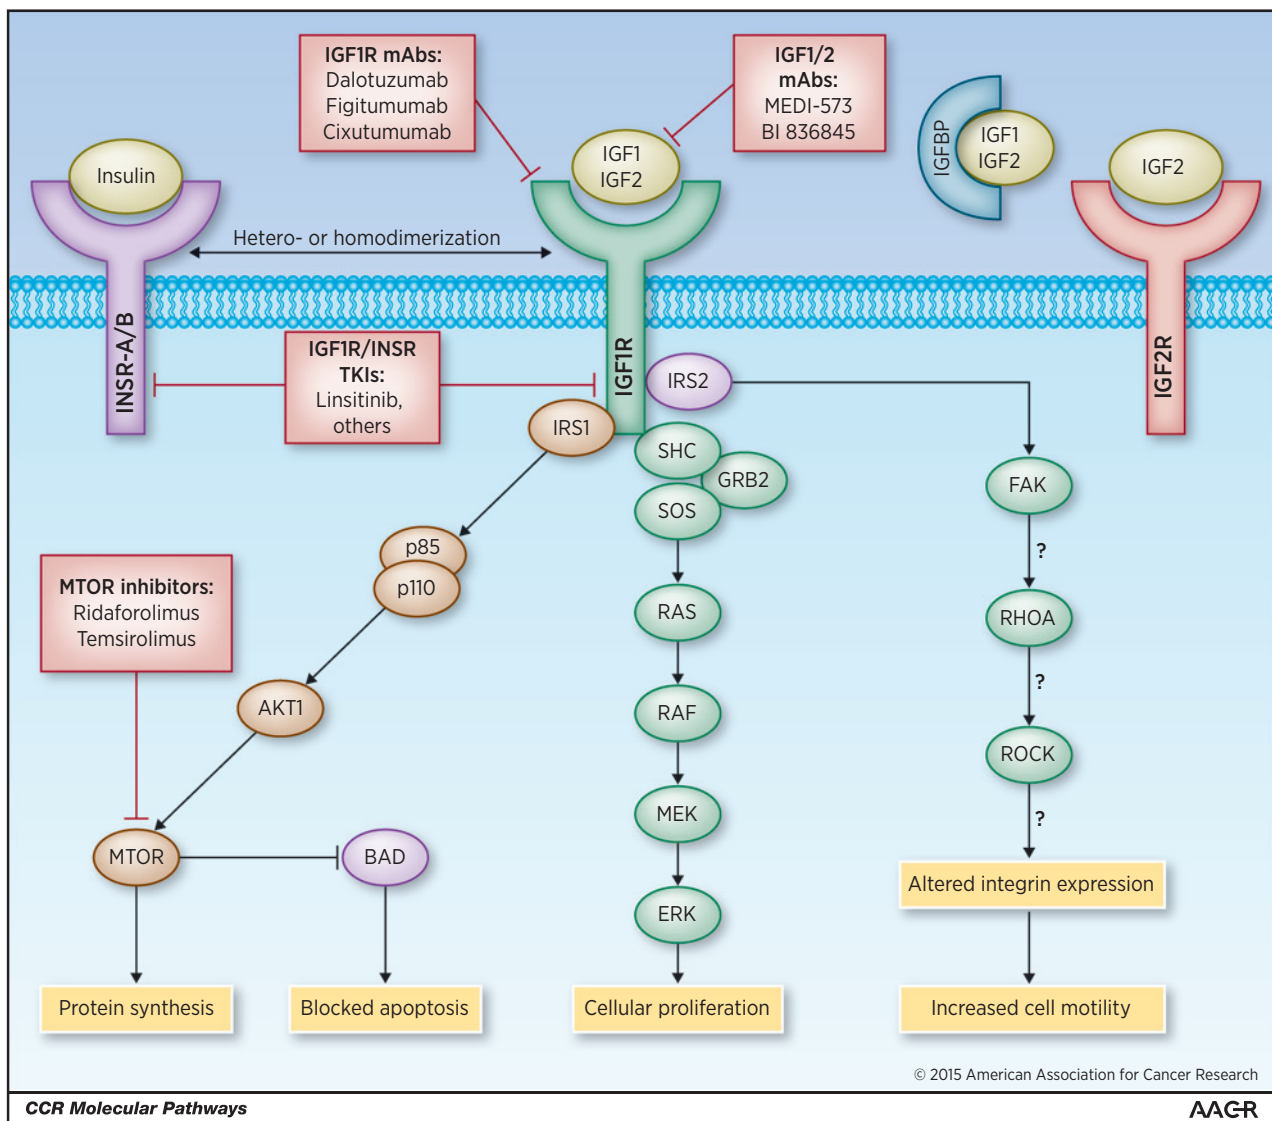 IGF1R mAbs:
Dalotuzumab
Figitumumab
Cixutumumab
IGF1/2
mAbs:
MEDI-573
BI 836845
Insulin
IGF1
IGF2
IGFBP
IGF1
IGF2
IGF2
Hetero- or homodimerization
INSR-A/B
IGF1R/INSR
TKIs:
Linsitinib,
others
IGF1R
IGF2R
IRS2
IRS1
SHC
GRB2
SOS
FAK
?
p85
p110
MTOR inhibitors:
Ridaforolimus
Temsirolimus
RAS
RHOA
?
AKT1
RAF
ROCK
?
MEK
MTOR
BAD
Altered integrin expression
ERK
Protein synthesis
Blocked apoptosis
Cellular proliferation
Increased cell motility
© 2015 American Association for Cancer Research
CCR Molecular Pathways
AACR